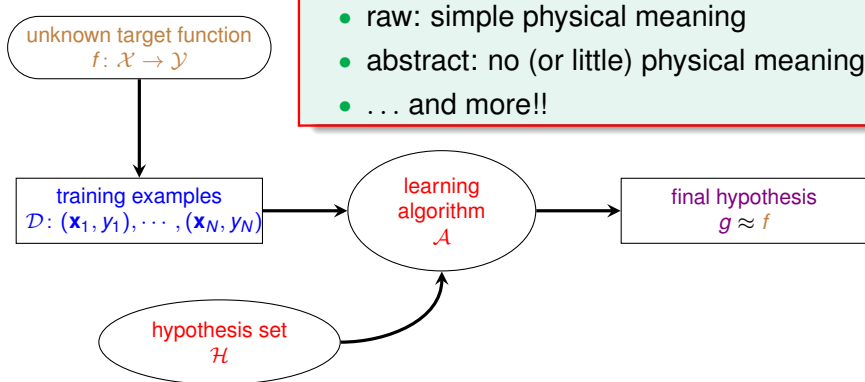 • raw: simple physical meaning
• abstract: no (or little) physical meaning
• . . . and more!!
unknown target function
f : 𝒳 → 𝒴
training examples
𝒟 : (𝐱₁, y₁), · · · , (𝐱_N, y_N)
learning
algorithm
𝒜
final hypothesis
g ≈ f
hypothesis set
ℋ